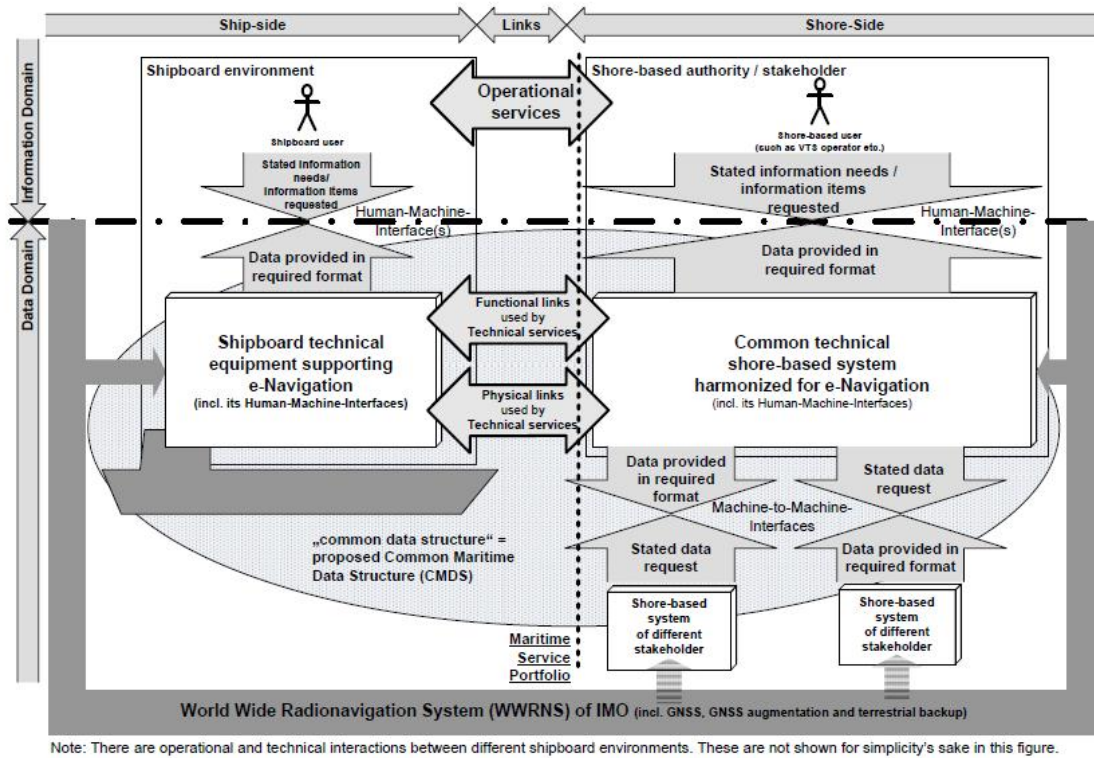 Ship-side
Links
Shore-Side
Information Domain
Data Domain
Shipboard environment
Operational
services
Shore-based authority / stakeholder
Shipboard user
Shore-based user
(such as VTS operator etc.)
Stated Information
needs/
Information items
requested
Stated information needs /
information items
requested
Human-Machine-
Interface(s)
Human-Machine-
Interface(s)
Data provided in
required format
Data provided in
required format
Functional links
used by
Technical services
Shipboard technical
equipment supporting
e-Navigation
(incl. its Human-Machine-Interfaces)
Common technical
shore-based system
harmonized for e-Navigation
(incl. its Human-Machine-Interfaces)
Physical links
used by
Technical services
Data provided
in required
format
Stated data
request
Machine-to-Machine-
Interfaces
Stated data
request
Data provided in
required format
„common data structure“ =
proposed Common Maritime
Data Structure (CMDS)
Shore-based
system
of different
stakeholder
Shore-based
system
of different
stakeholder
Maritime
Service
Portfolio
World Wide Radionavigation System (WWRNS) of IMO (incl. GNSS, GNSS augmentation and terrestrial backup)
Note: There are operational and technical interactions between different shipboard environments. These are not shown for simplicity's sake in this figure.